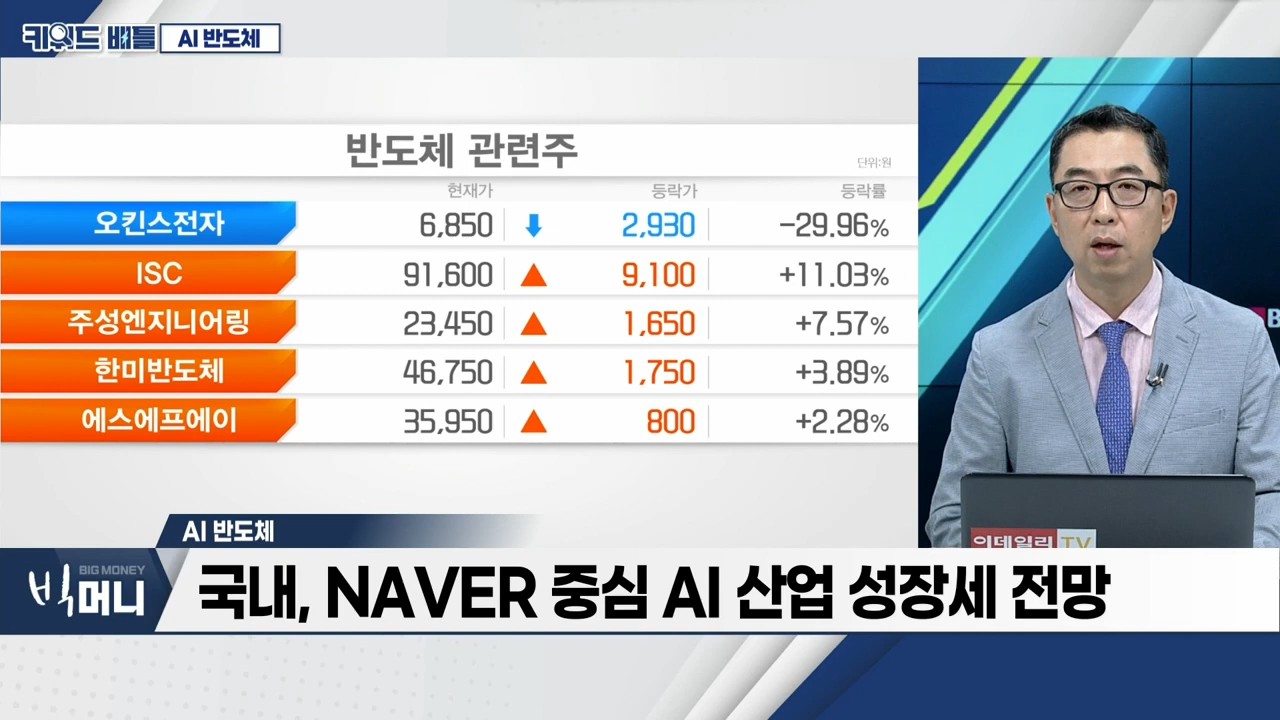 키워드 배틀 AI 반도체
반도체 관련주
단위:원
현재가 등락가 등락률
오킨스전자 6,850 2,930 -29.96%
ISC 91,600 9,100 +11.03%
주성엔지니어링 23,450 1,650 +7.57%
한미반도체 46,750 1,750 +3.89%
에스에프에이 35,950 800 +2.28%
B
이데일리 TV
AI 반도체
BIG MONEY
빅머니
국내, NAVER 중심 AI 산업 성장세 전망